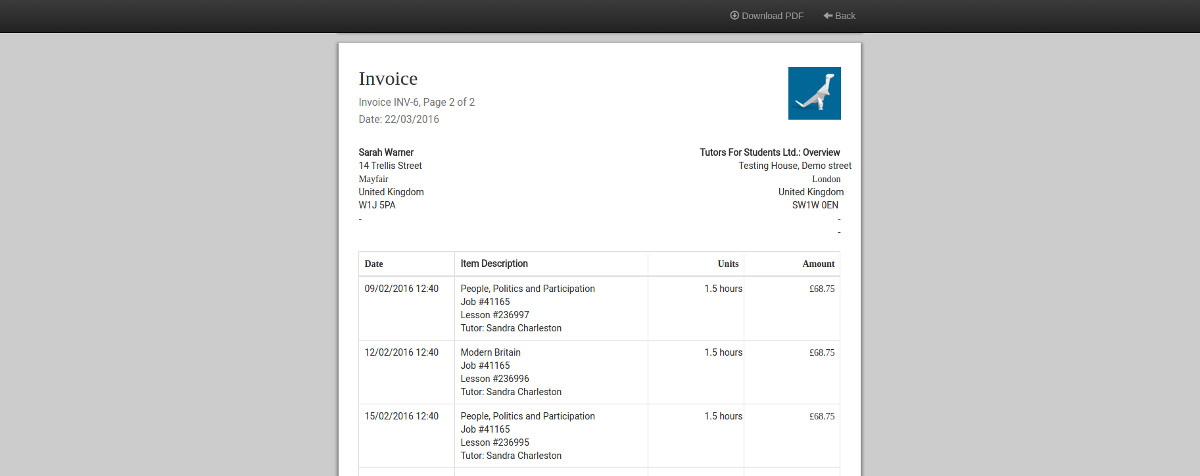 Download PDF Back
Invoice
Invoice INV-6, Page 2 of 2
Date: 22/03/2016
Sarah Warner
14 Trellis Street
Mayfair
United Kingdom
W1J 5PA
-
Tutors For Students Ltd.: Overview
Testing House, Demo street
London
United Kingdom
SW1W 0EN
-
-
Date Item Description Units Amount
09/02/2016 12:40 People, Politics and Participation 1.5 hours £68.75
Job #41165
Lesson #236997
Tutor: Sandra Charleston
12/02/2016 12:40 Modern Britain 1.5 hours £68.75
Job #41165
Lesson #236996
Tutor: Sandra Charleston
15/02/2016 12:40 People, Politics and Participation 1.5 hours £68.75
Job #41165
Lesson #236995
Tutor: Sandra Charleston